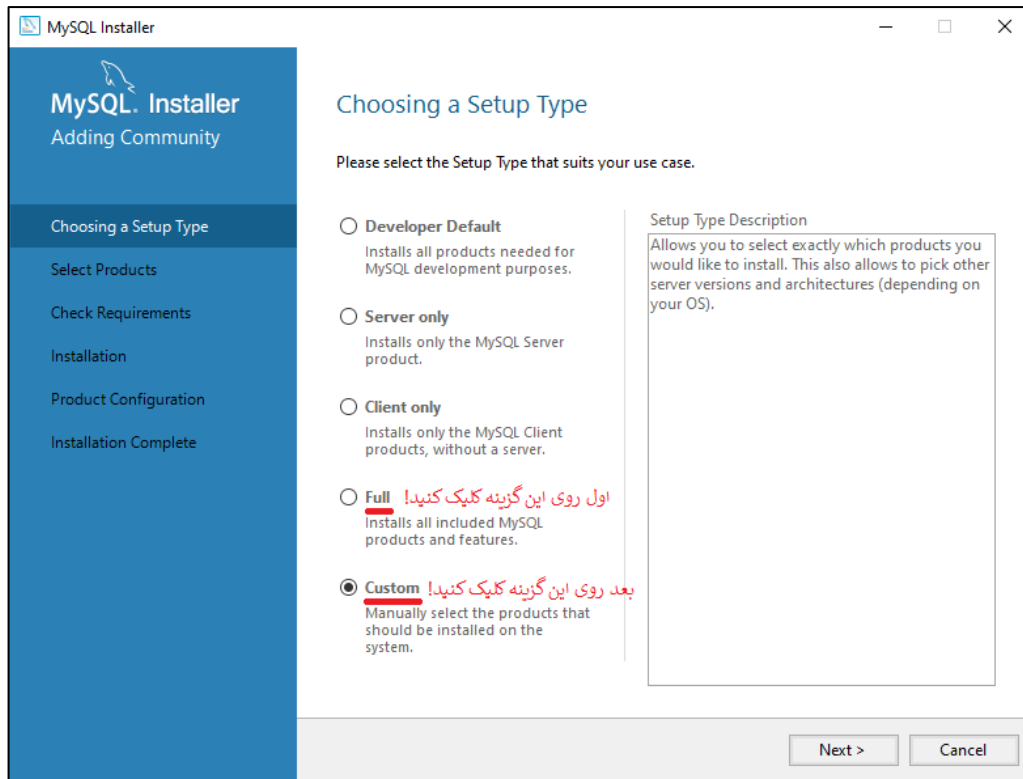 MySQL Installer
MySQL. Installer
Adding Community
Choosing a Setup Type
Select Products
Check Requirements
Installation
Product Configuration
Installation Complete
Choosing a Setup Type
Please select the Setup Type that suits your use case.
Developer Default
Installs all products needed for
MySQL development purposes.
Server only
Installs only the MySQL Server
product.
Client only
Installs only the MySQL Client
products, without a server.
Full اول روی این گزینه کلیک کنید!
Installs all included MySQL
products and features.
Custom بعد روی این گزینه کلیک کنید!
Manually select the products that
should be installed on the
system.
Setup Type Description
Allows you to select exactly which products you
would like to install. This also allows to pick other
server versions and architectures (depending on
your OS).
Next >
Cancel